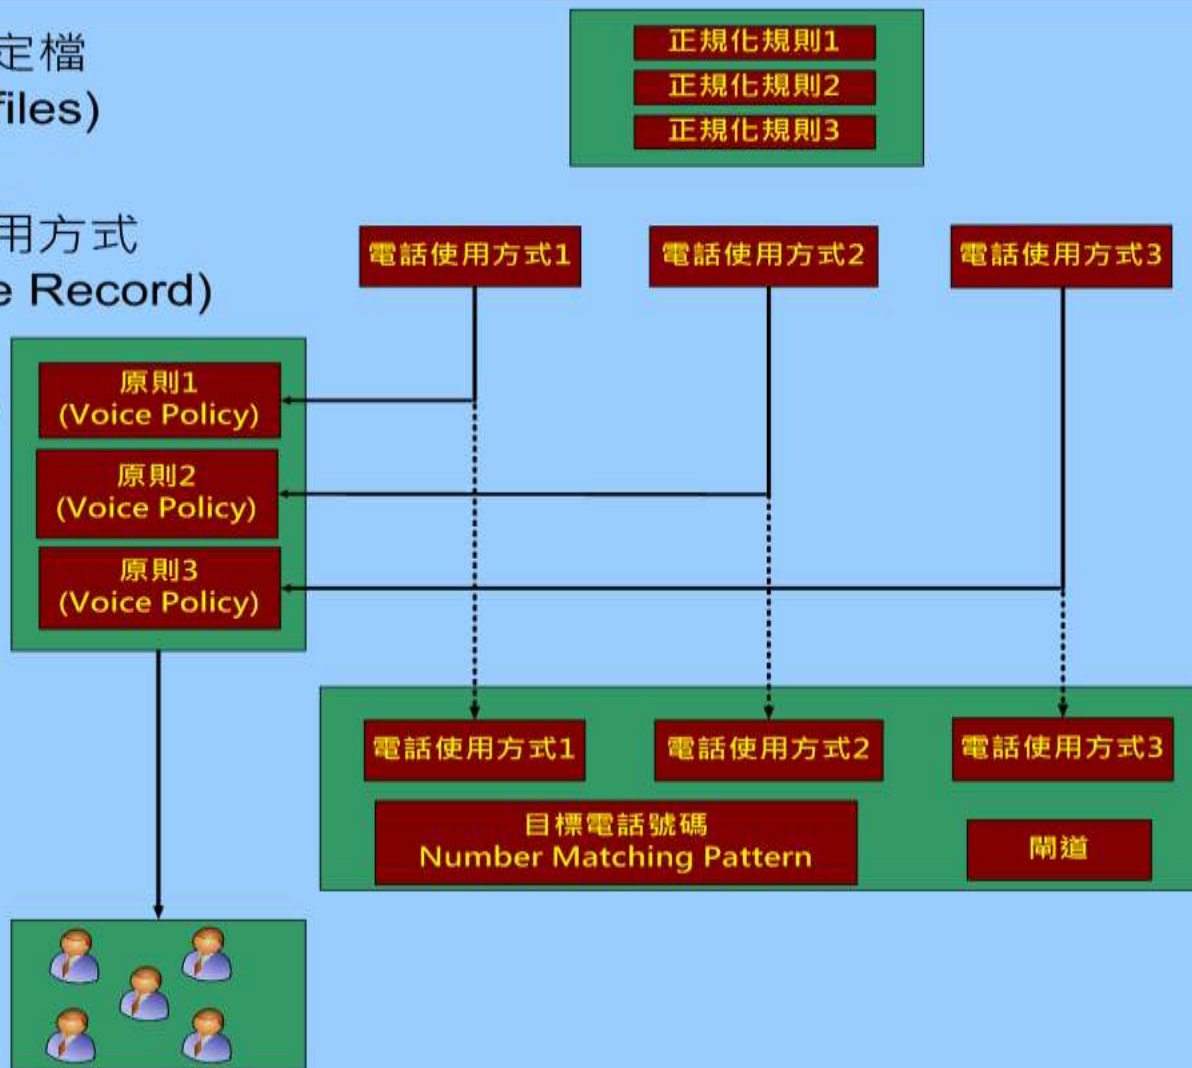 定檔
files)
正規化規則1
正規化規則2
正規化規則3
用方式
e Record)
電話使用方式1
電話使用方式2
電話使用方式3
原則1
(Voice Policy)
原則2
(Voice Policy)
原則3
(Voice Policy)
電話使用方式1
電話使用方式2
電話使用方式3
目標電話號碼
Number Matching Pattern
閘道